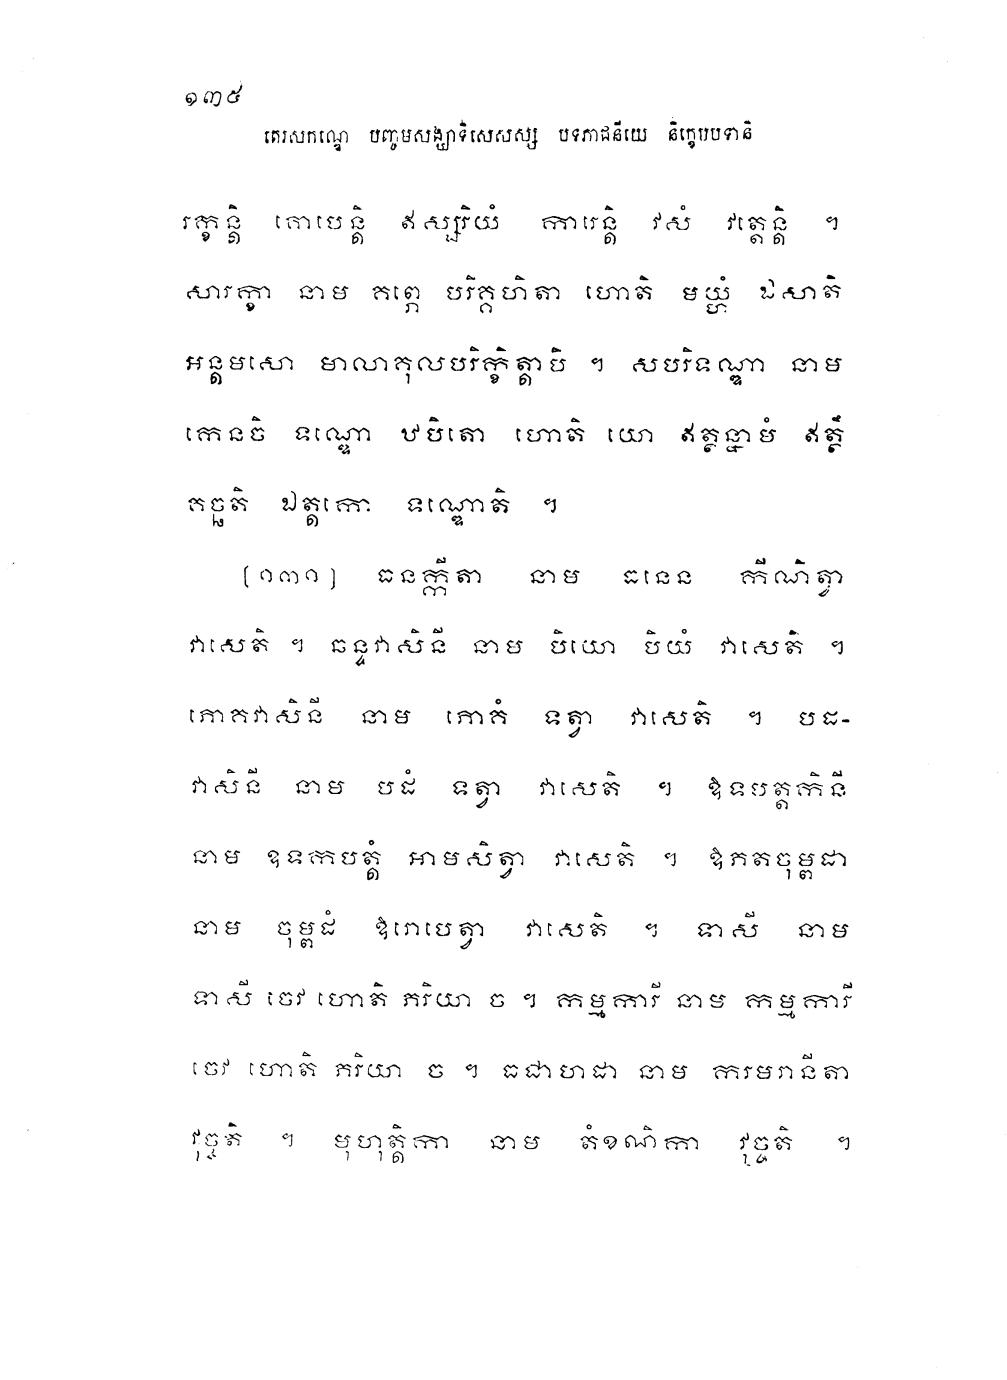 ១៣៥
តេរសកណ្ឌេ បញ្ចមសង្ឃាទិសេសស្ស បទភាជនីយេ និក្ខេបបទានិ
រក្ខន្តិ គោបេន្តិ ឥស្សរិយំ ការេន្តិ វសំ វត្តេន្តិ ។
សារក្ខា នាម គព្ភេ បរិគ្គហិតា ហោតិ មយ្ហំ ឯសាតិ
អន្តមសោ មាលាគុលបរិក្ខិត្តាបិ ។ សបរិទណ្ឌា នាម
កេនចិ ទណ្ឌោ ឋបិតោ ហោតិ យោ ឥត្ថន្នាមំ ឥត្ថឹ
គច្ឆតិ ឯត្តកោ ទណ្ឌោតិ ។
(១៣១) ធនក្កីតា នាម ធនេន កីណិត្វា
វាសេតិ ។ ឆន្ទវាសិនី នាម បិយោ បិយំ វាសេតិ ។
ភោគវាសិនី នាម ភោគំ ទត្វា វាសេតិ ។ បដ-
វាសិនី នាម បដំ ទត្វា វាសេតិ ។ ឱទបត្តកិនី
នាម ឧទកបត្តំ អាមសិត្វា វាសេតិ ។ ឱភតចុម្ពដា
នាម ចុម្ពដំ ឱរោបេត្វា វាសេតិ ។ ទាសី នាម
ទាសី ចេវ ហោតិ ភរិយា ច ។ កម្មការី នាម កម្មការី
ចេវ ហោតិ ភរិយា ច ។ ធជាហដា នាម ករមរានីតា
វុច្ចតិ ។ មុហុត្តិកា នាម តំខណិកា វុច្ចតិ ។